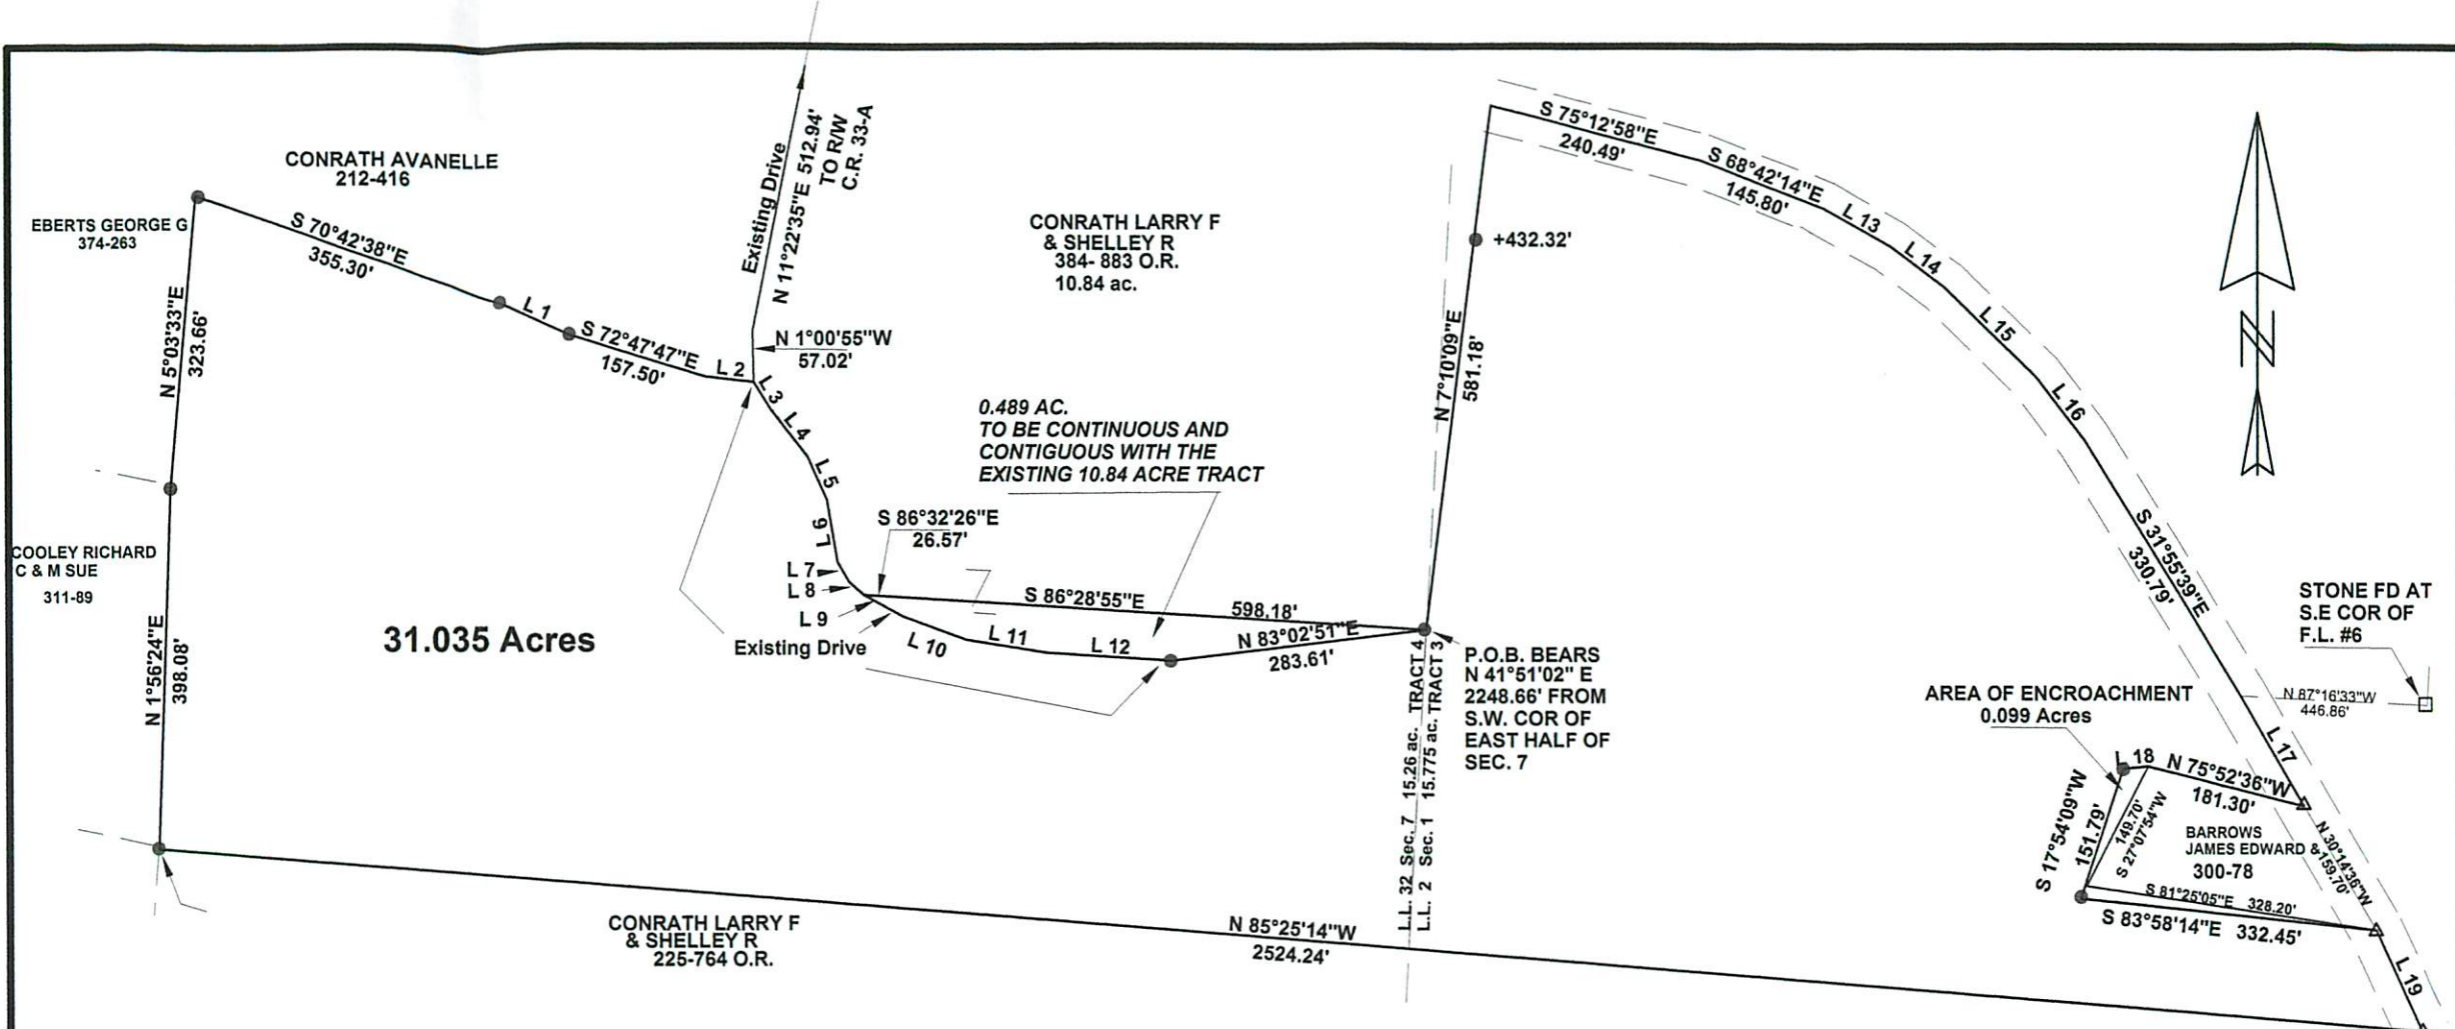 CONRATH AVANELLE
212-416
EBERTS GEORGE G
374-263
S 70°42'38"E
355.30'
N 5°03'33"E
323.66'
L 1
S 72°47'47"E
157.50'
L 2
Existing Drive
N 11°22'35"E 512.94'
TO R/W
C.R. 33-A
N 1°00'55"W
57.02'
CONRATH LARRY F
& SHELLEY R
384- 883 O.R.
10.84 ac.
L 3
L 4
L 5
L 6
L 7
L 8
L 9
L 10
L 11
L 12
0.489 AC.
TO BE CONTINUOUS AND
CONTIGUOUS WITH THE
EXISTING 10.84 ACRE TRACT
S 86°32'26"E
26.57'
S 86°28'55"E
598.18'
N 83°02'51"E
283.61'
Existing Drive
COOLEY RICHARD
C & M SUE
311-89
N 1°56'24"E
398.08'
31.035 Acres
CONRATH LARRY F
& SHELLEY R
225-764 O.R.
N 85°25'14"W
2524.24'
L.L. 32 Sec. 7 15.26 ac. TRACT 4
L.L. 2 Sec. 1 15.775 ac. TRACT 3
P.O.B. BEARS
N 41°51'02" E
2248.66' FROM
S.W. COR OF
EAST HALF OF
SEC. 7
N 7°10'09"E
581.18'
+432.32'
S 75°12'58"E
240.49'
S 68°42'14"E
145.80'
L 13
L 14
L 15
L 16
S 31°55'39"E
330.79'
L 17
N
STONE FD AT
S.E COR OF
F.L. #6
N 87°16'33"W
446.86'
AREA OF ENCROACHMENT
0.099 Acres
L 18
N 75°52'36"W
181.30'
S 17°54'09"W
151.79'
149.70'
S 27°07'54"W
BARROWS
JAMES EDWARD &
300-78
N 30°14'36"W
159.70'
S 81°25'05"E 328.20'
S 83°58'14"E 332.45'
L 19